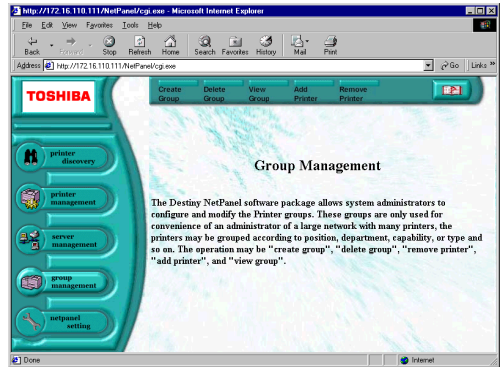 http://172.16.110.111/NetPanel/cgi.exe - Microsoft Internet Explorer
File Edit View Favorites Tools Help
Back Forward Stop Refresh Home Search Favorites History Mail Print
Address http://172.16.110.111/NetPanel/cgi.exe Go Links »
TOSHIBA
Create Group
Delete Group
View Group
Add Printer
Remove Printer
printer
discovery
printer
management
server
management
group
management
netpanel
setting
Group Management
The Destiny NetPanel software package allows system administrators to
configure and modify the Printer groups. These groups are only used for
convenience of an administrator of a large network with many printers, the
printers may be grouped according to position, department, capability, or type and
so on. The operation may be "create group", "delete group", "remove printer",
"add printer", and "view group".
Done
Internet